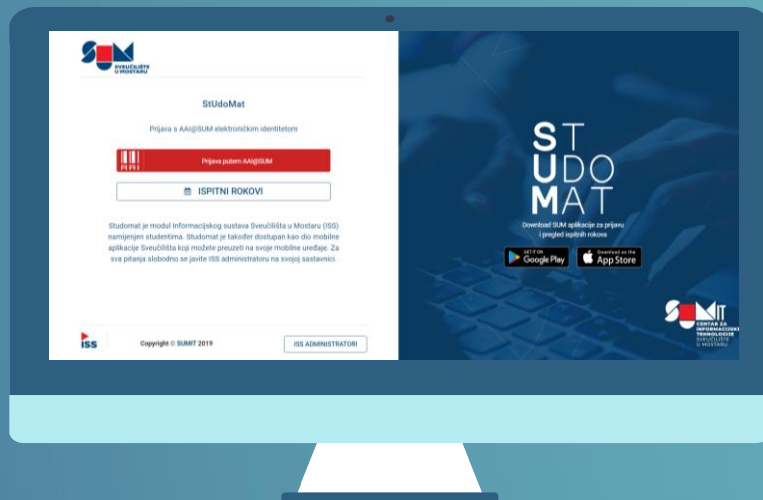 SUM
SVEUČILIŠTE
U MOSTARU
StUdoMat
Prijava s AAI@SUM elektroničkim identitetom
AAI
Prijava putem AAI@SUM
ISPITNI ROKOVI
Studomat je modul Informacijskog sustava Sveučilišta u Mostaru (ISS)
namijenjen studentima. Studomat je također dostupan kao dio mobilne
aplikacije Sveučilišta koji možete preuzeti na svoje mobilne uređaje. Za
sva pitanja slobodno se javite ISS administratoru na svojoj sastavnici.
ISS
Copyright © SUMIT 2019
ISS ADMINISTRATORI
ST
UDO
MAT
Download SUM aplikacije za prijavu
i pregled ispitnih rokova
GET IT ON
Google Play
Download on the
App Store
SUMIT
CENTAR ZA
INFORMACIJSKE
TEHNOLOGIJE
SVEUČILIŠTE
U MOSTARU